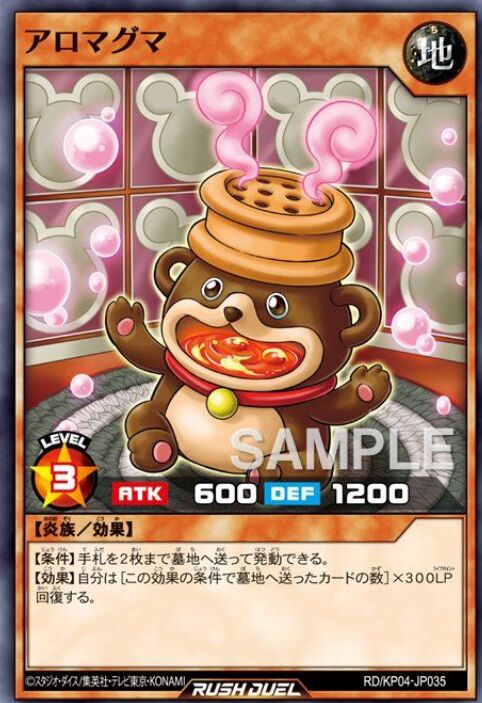 アロマグマ
地
SAMPLE
LEVEL
3
ATK 600 DEF 1200
【炎族／効果】
【条件】手札を2枚まで墓地へ送って発動できる。
【効果】自分は［この効果の条件で墓地へ送ったカードの数］×300LP
回復する。
©スタジオ・ダイス/集英社・テレビ東京・KONAMI
RD/KP04-JP035
RUSH DUEL